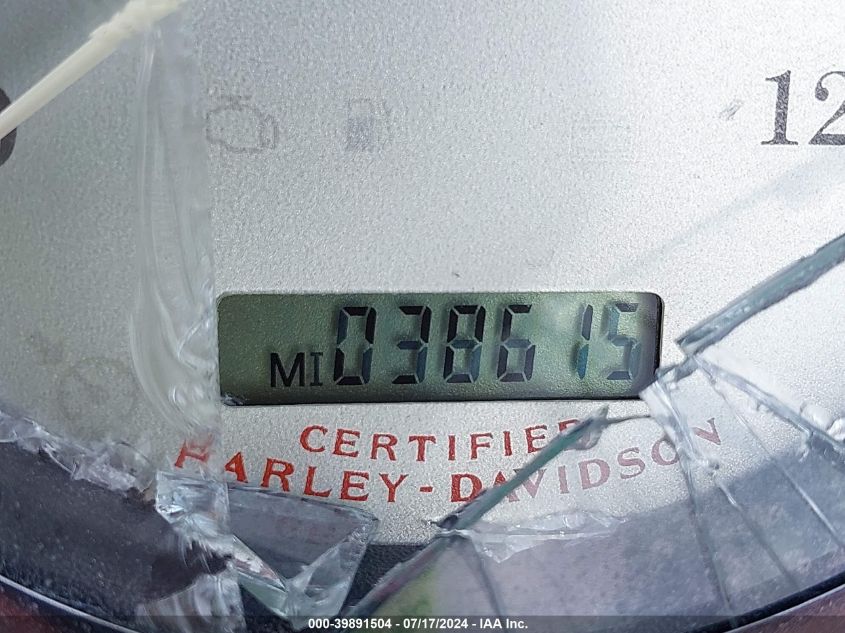 12
MI 038615
CERTIFIED
HARLEY-DAVIDSON
000-39891504 / 07/17/2024 - IAA Inc.